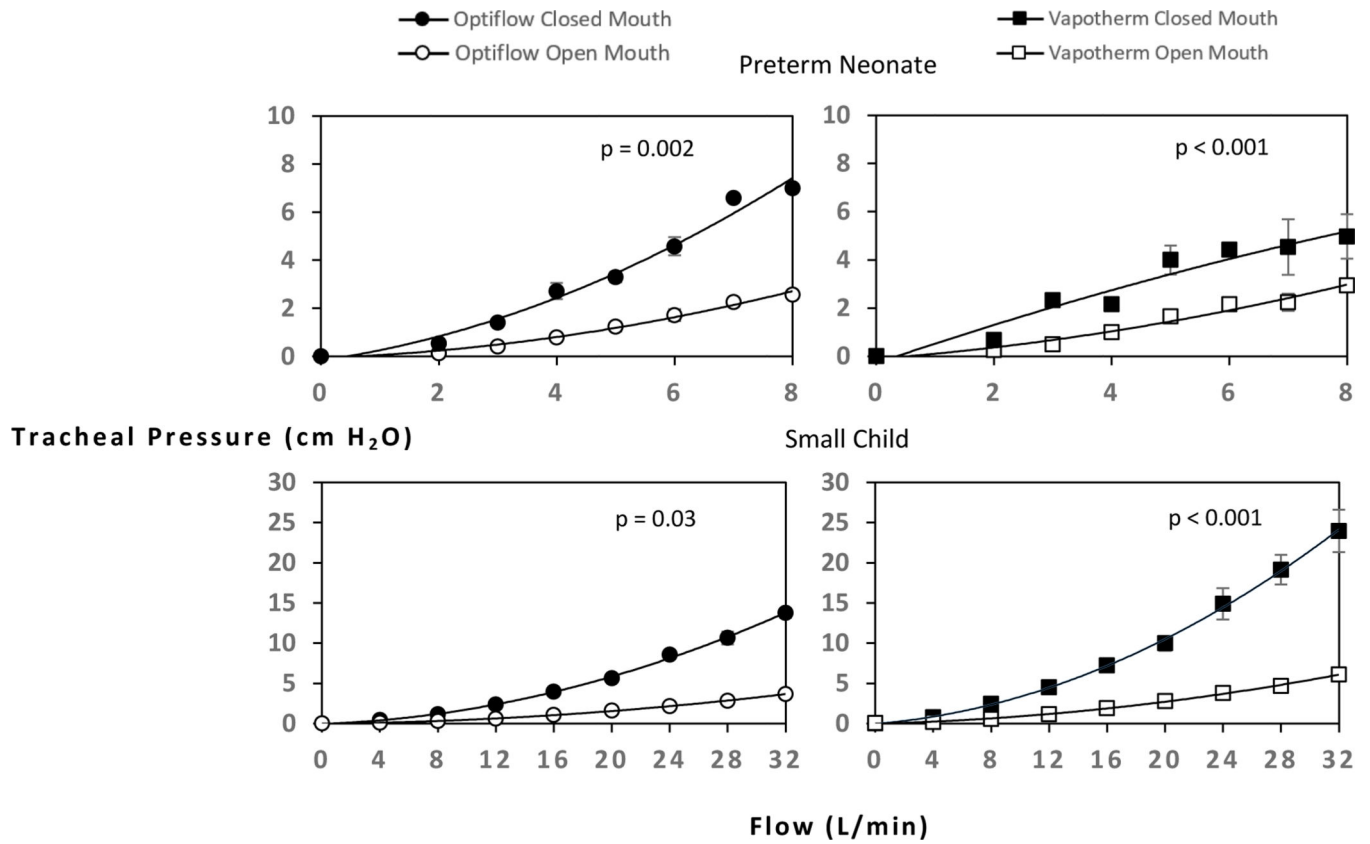 Optiflow Closed Mouth
Optiflow Open Mouth
Vapotherm Closed Mouth
Vapotherm Open Mouth
Preterm Neonate
10
8
6
4
2
0
p = 0.002
0 2 4 6 8
10
8
6
4
2
0
p < 0.001
0 2 4 6 8
Tracheal Pressure (cm H₂O)
Small Child
30
25
20
15
10
5
0
p = 0.03
0 4 8 12 16 20 24 28 32
30
25
20
15
10
5
0
p < 0.001
0 4 8 12 16 20 24 28 32
Flow (L/min)